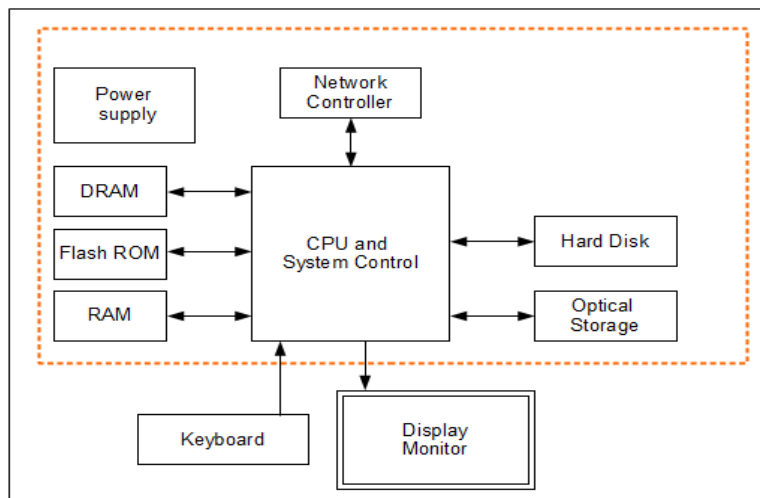 Power
supply
Network
Controller
DRAM
Flash ROM
RAM
CPU and
System Control
Hard Disk
Optical
Storage
Keyboard
Display
Monitor